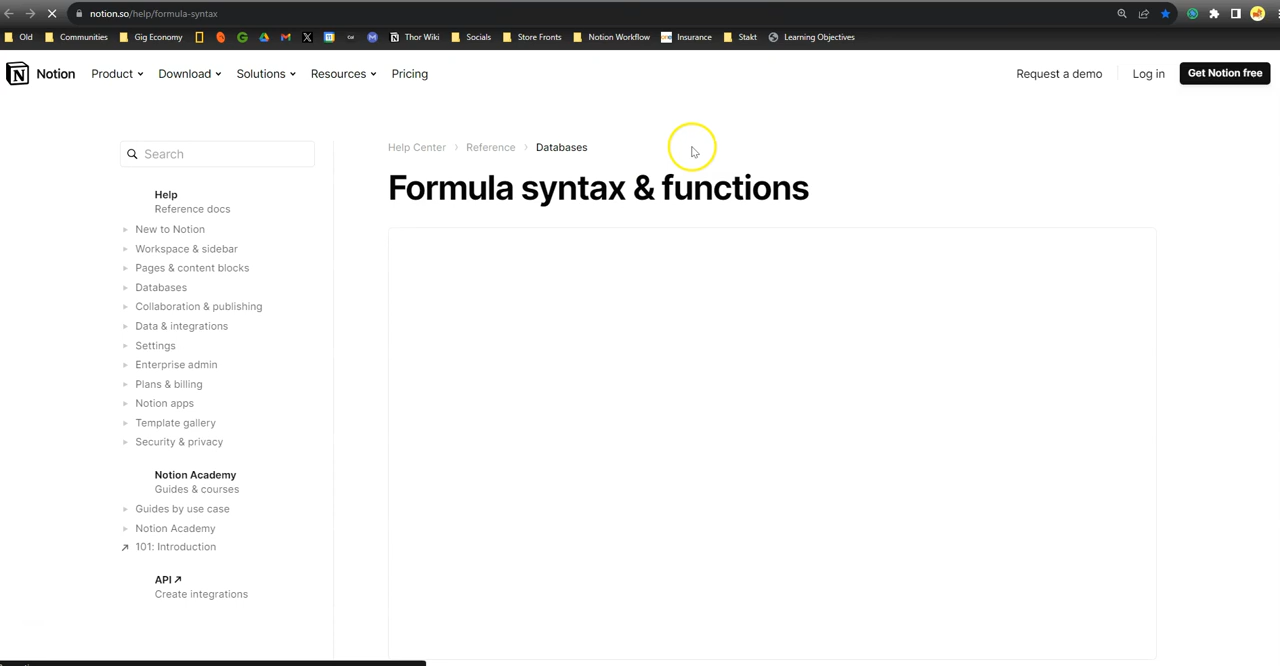 notion.so/help/formula-syntax
Old Communities Gig Economy Thor Wiki Socials Store Fronts Notion Workflow Insurance Stakt Learning Objectives
Notion Product Download Solutions Resources Pricing Request a demo Log in Get Notion free
Search
Help
Reference docs
New to Notion
Workspace & sidebar
Pages & content blocks
Databases
Collaboration & publishing
Data & integrations
Settings
Enterprise admin
Plans & billing
Notion apps
Template gallery
Security & privacy
Notion Academy
Guides & courses
Guides by use case
Notion Academy
101: Introduction
API
Create integrations
Help Center Reference Databases
Formula syntax & functions